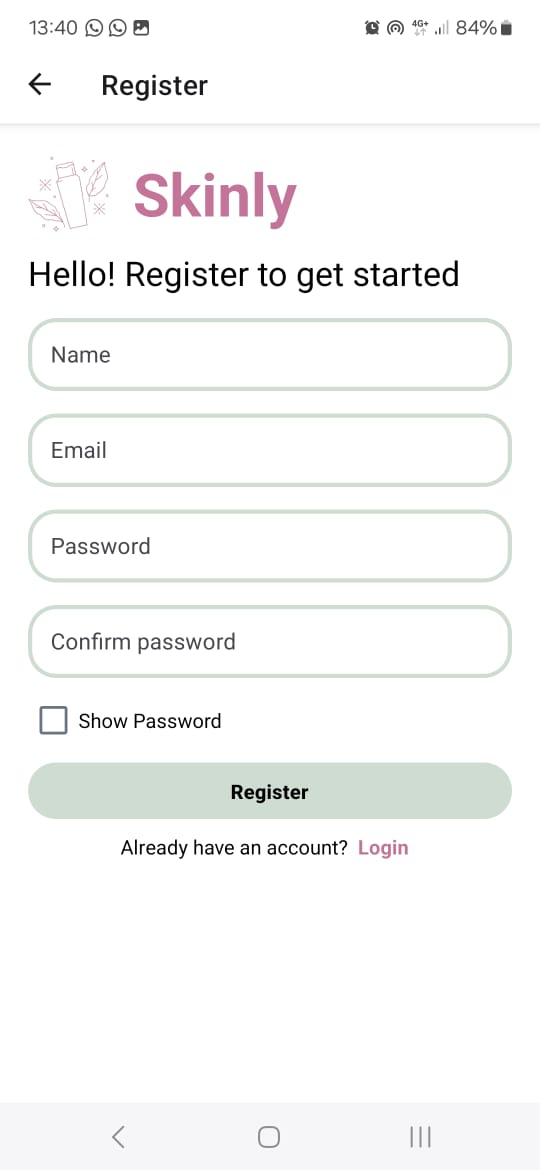 13:40 4G+ 84%
Register
Skinly
Hello! Register to get started
Name
Email
Password
Confirm password
Show Password
Register
Already have an account? Login